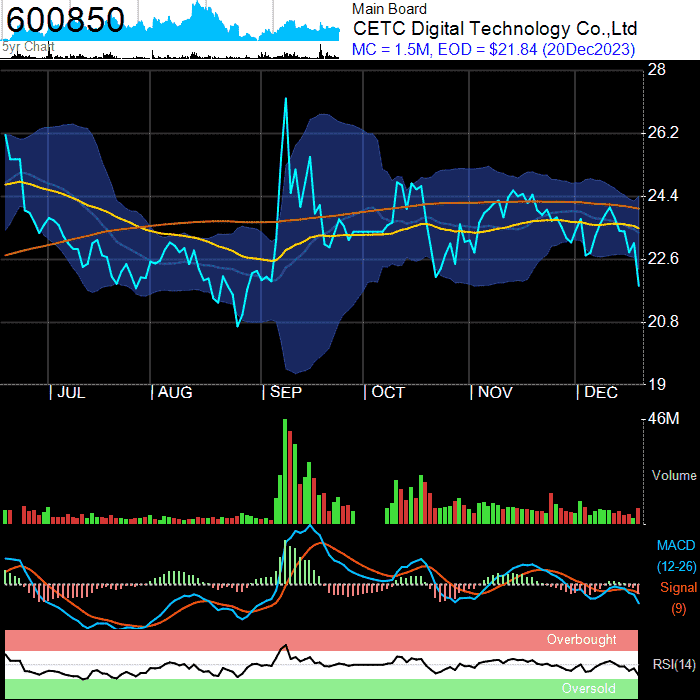 600850
5yr Chart
Main Board
CETC Digital Technology Co.,Ltd
MC = 1.5M, EOD = $21.84 (20Dec2023)
28
26.2
24.4
22.6
20.8
19
| JUL | AUG | SEP | OCT | NOV | DEC
46M
Volume
MACD
(12-26)
Signal
(9)
Overbought
RSI(14)
Oversold